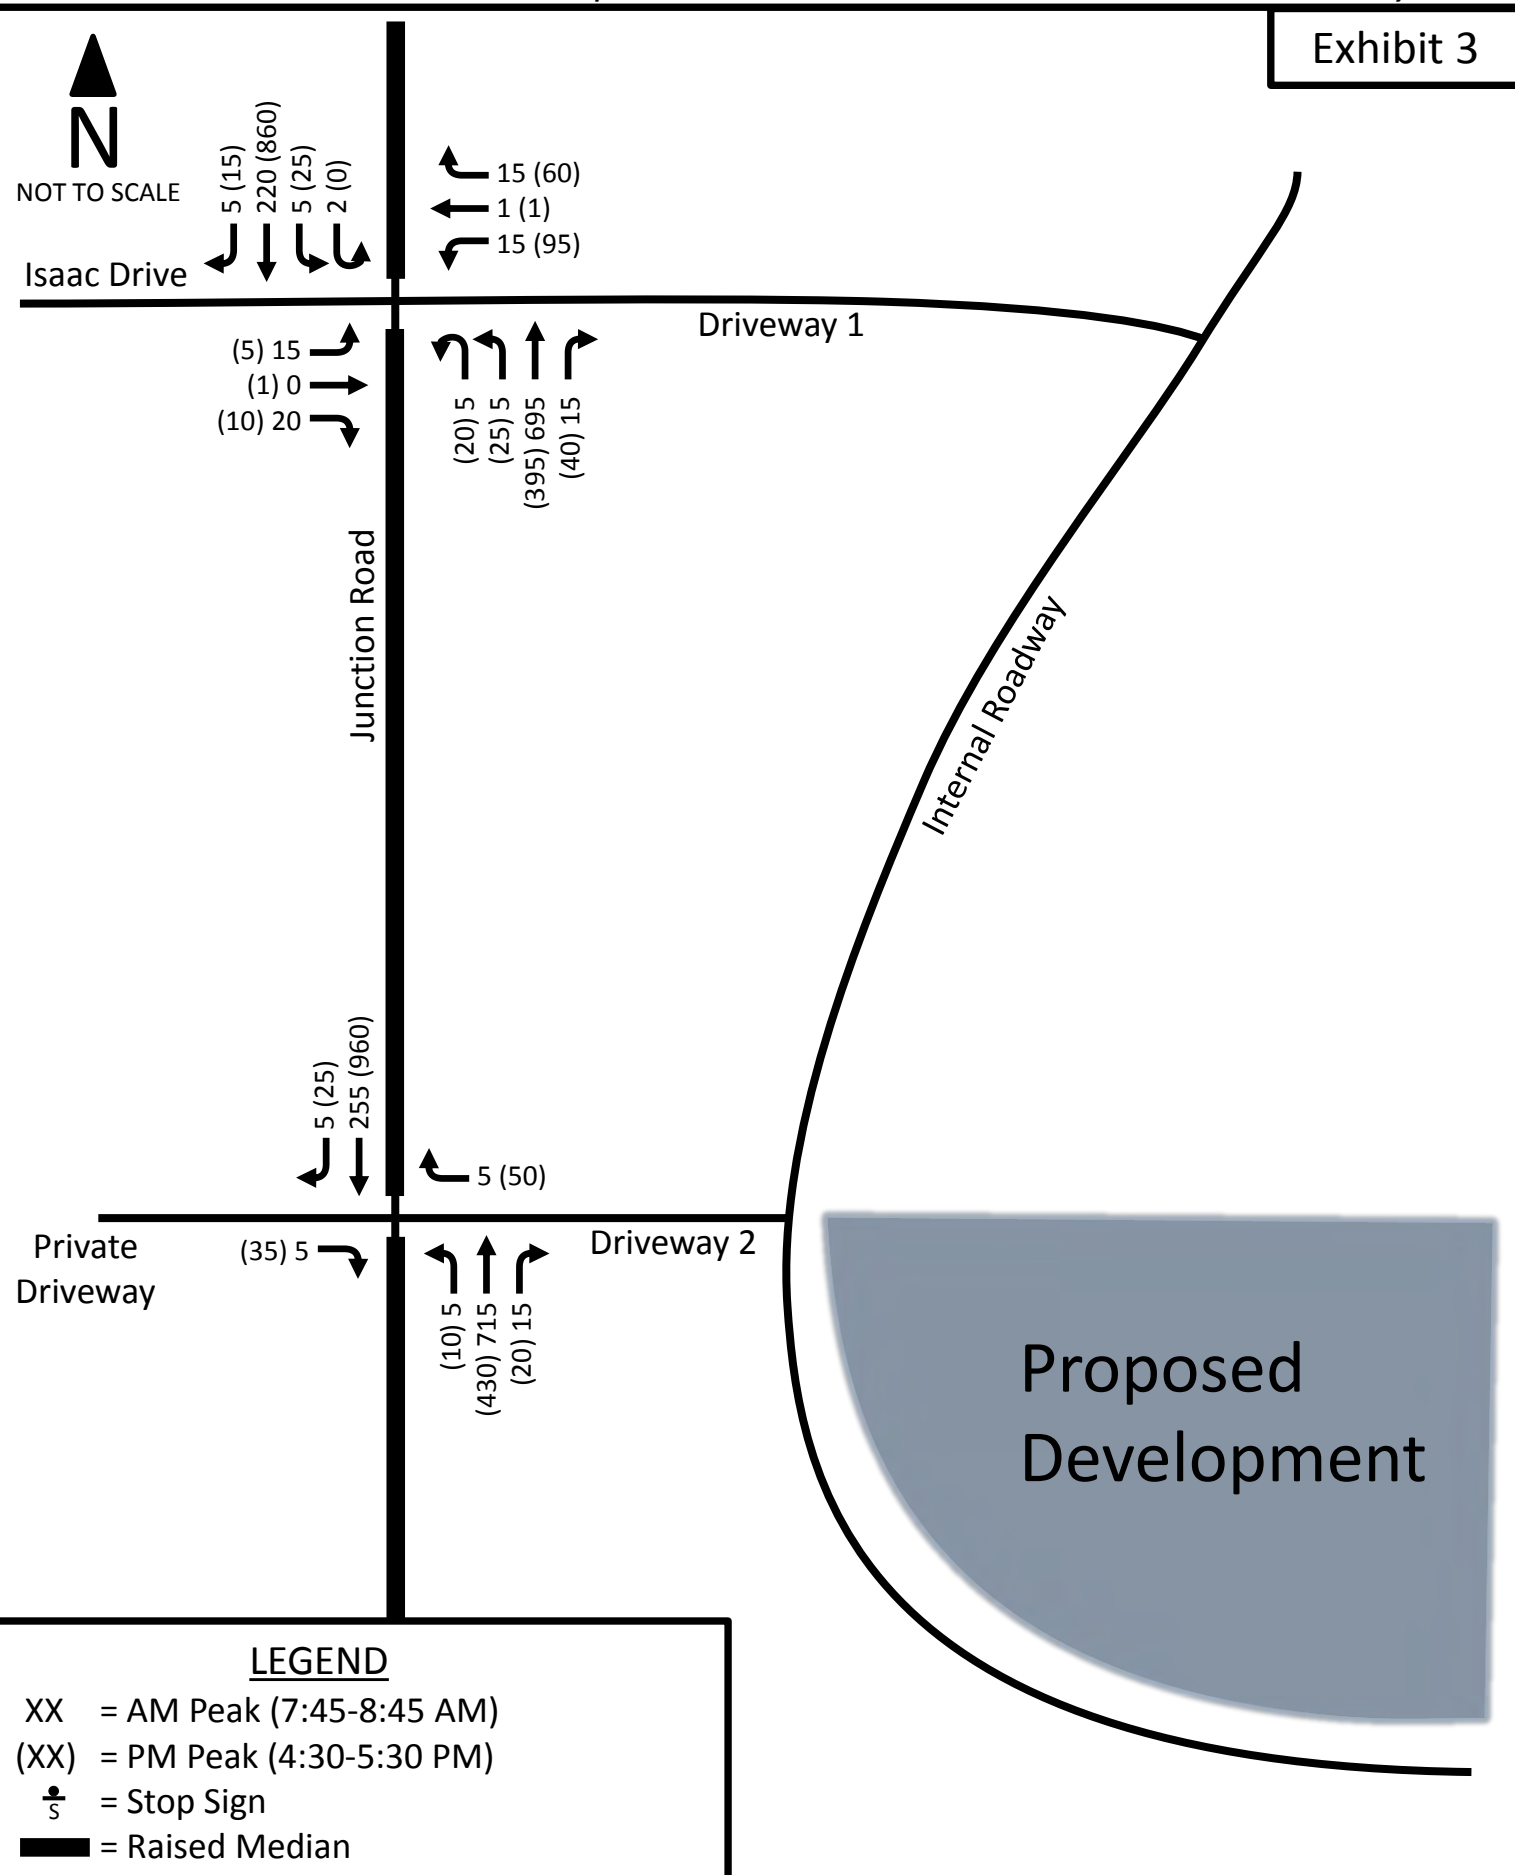 Exhibit 3
N
NOT TO SCALE
5 (15)
220 (860)
5 (25)
2 (0)
15 (60)
1 (1)
15 (95)
Isaac Drive
Driveway 1
(5) 15
(1) 0
(10) 20
(20) 5
(25) 5
(395) 695
(40) 15
Junction Road
Internal Roadway
5 (25)
255 (960)
5 (50)
Private
Driveway
(35) 5
Driveway 2
(10) 5
(430) 715
(20) 15
Proposed
Development
LEGEND
XX = AM Peak (7:45-8:45 AM)
(XX) = PM Peak (4:30-5:30 PM)
S = Stop Sign
= Raised Median